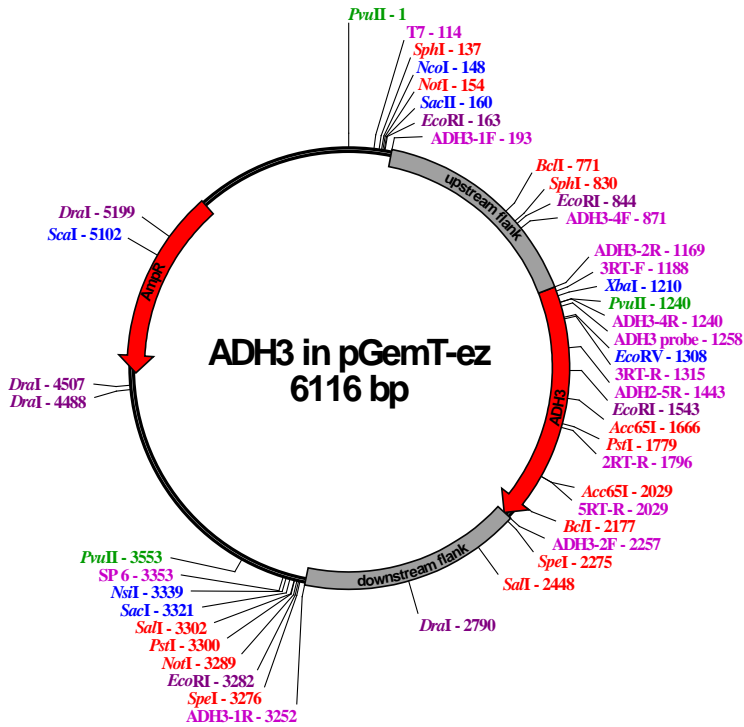 PvuII - 1
T7 - 114
SphI - 137
NcoI - 148
NotI - 154
SacII - 160
EcoRI - 163
ADH3-1F - 193
BclI - 771
SphI - 830
EcoRI - 844
ADH3-4F - 871
ADH3-2R - 1169
3RT-F - 1188
XbaI - 1210
PvuII - 1240
ADH3-4R - 1240
ADH3 probe - 1258
EcoRV - 1308
3RT-R - 1315
ADH2-5R - 1443
EcoRI - 1543
Acc65I - 1666
PstI - 1779
2RT-R - 1796
Acc65I - 2029
5RT-R - 2029
BclI - 2177
ADH3-2F - 2257
SpeI - 2275
SalI - 2448
DraI - 2790
ADH3-1R - 3252
SpeI - 3276
EcoRI - 3282
NotI - 3289
PstI - 3300
SalI - 3302
SacI - 3321
NsiI - 3339
SP 6 - 3353
PvuII - 3553
DraI - 4488
DraI - 4507
ScaI - 5102
DraI - 5199
upstream flank
ADH3
downstream flank
AmpR
ADH3 in pGemT-ez
6116 bp